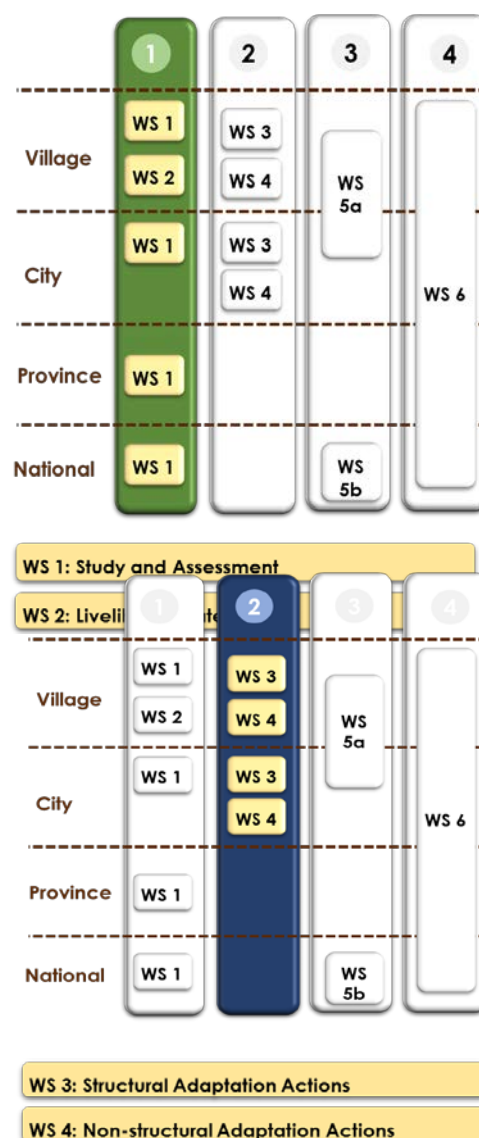 1 2 3 4
WS 1 WS 3
Village WS 2 WS 4 WS
5a
WS 1 WS 3
City WS 4 WS 6
Province WS 1
National WS 1 WS
5b
WS 1: Study and Assessment
WS 2:
1 2 3 4
WS 1 WS 3
Village WS 2 WS 4 WS
5a
WS 1 WS 3
City WS 4 WS 6
Province WS 1
National WS 1 WS
5b
WS 3: Structural Adaptation Actions
WS 4: Non-structural Adaptation Actions